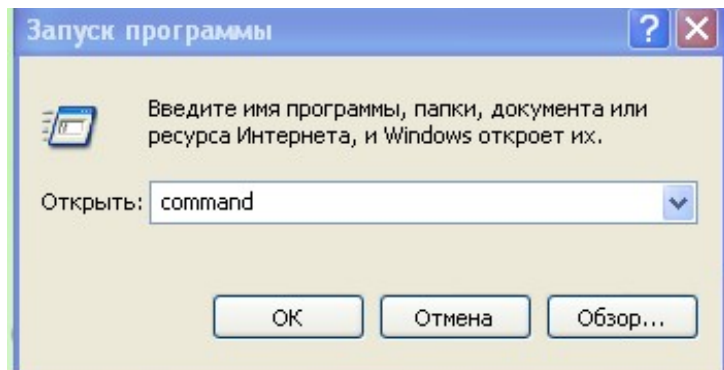 Запуск программы
Введите имя программы, папки, документа или
ресурса Интернета, и Windows откроет их.
Открыть: command
ОК Отмена Обзор...